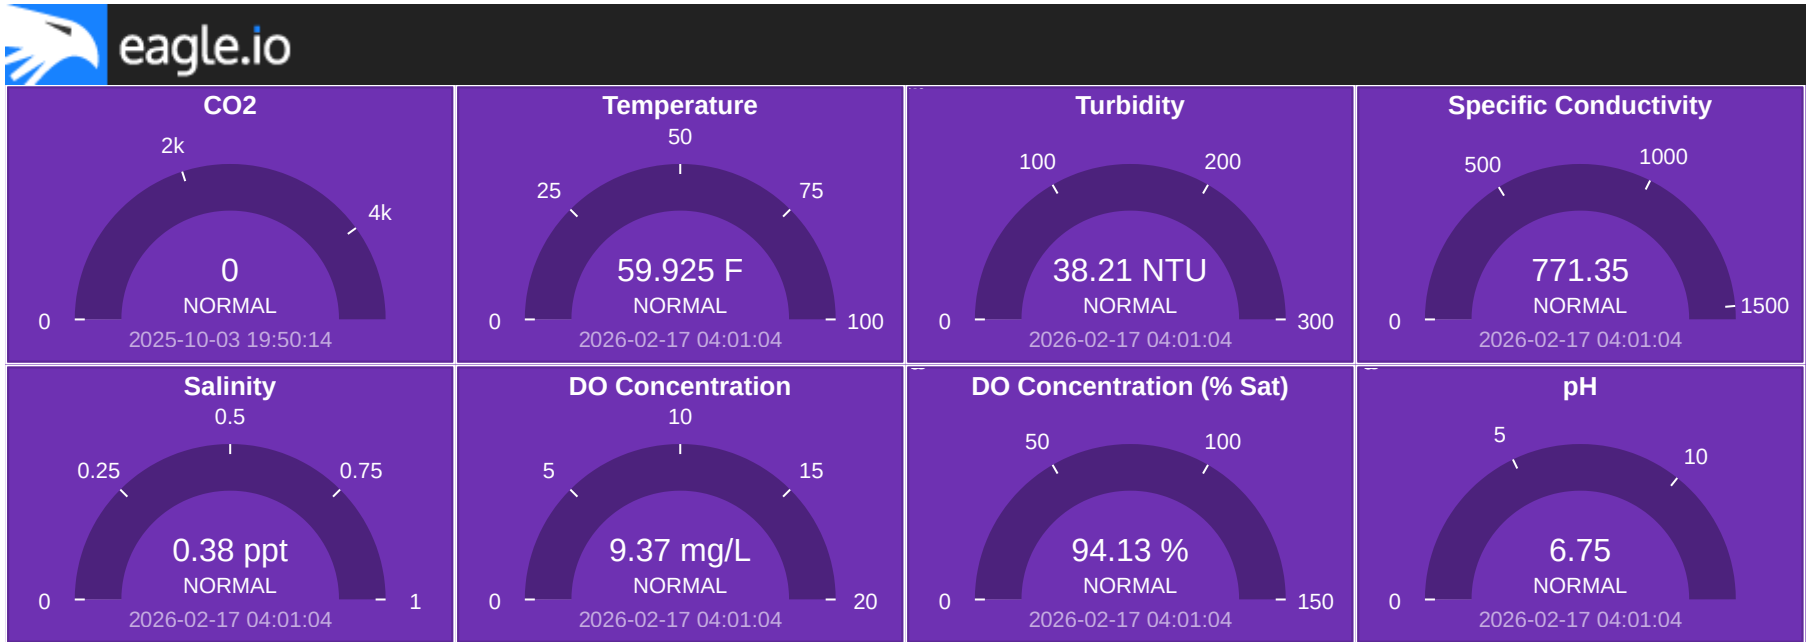 eagle.io
CO2
2k
4k
0
0
NORMAL
2025-10-03 19:50:14
Temperature
50
25
75
59.925 F
NORMAL
0
100
2026-02-17 04:01:04
Turbidity
100
200
38.21 NTU
NORMAL
0
300
2026-02-17 04:01:04
Specific Conductivity
500
1000
771.35
NORMAL
0
1500
2026-02-17 04:01:04
Salinity
0.5
0.25
0.75
0.38 ppt
NORMAL
0
1
2026-02-17 04:01:04
DO Concentration
10
5
15
9.37 mg/L
NORMAL
0
20
2026-02-17 04:01:04
DO Concentration (% Sat)
50
100
94.13 %
NORMAL
0
150
2026-02-17 04:01:04
pH
5
10
6.75
NORMAL
0
2026-02-17 04:01:04